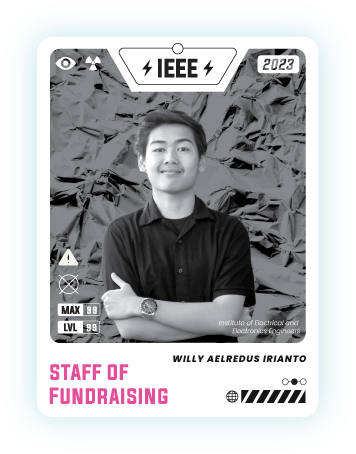 IEEE
2023
MAX 99
LVL 99
Institute of Electrical and
Electronics Engineers
WILLY AELREDUS IRIANTO
STAFF OF
FUNDRAISING